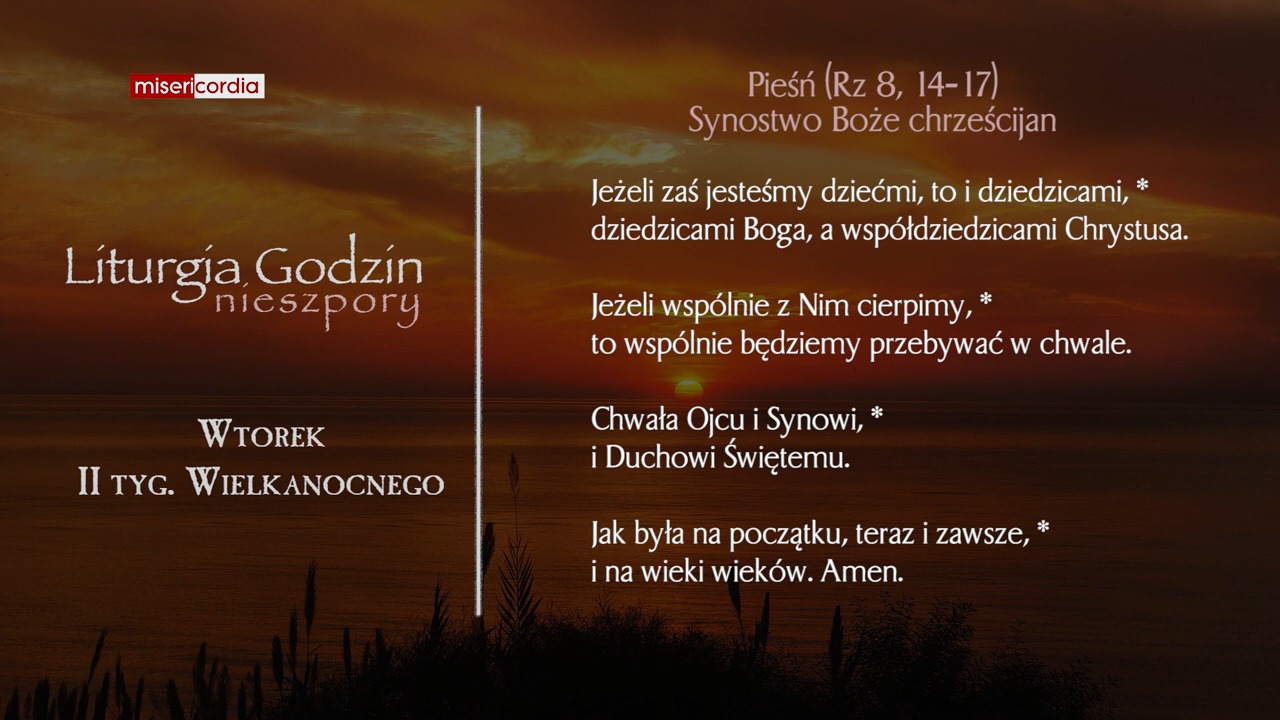 misericordia
Liturgia Godzin
nieszpory
Wtorek
II tyg. Wielkanocnego
Pieśń (Rz 8, 14-17)
Synostwo Boże chrześcijan
Jeżeli zaś jesteśmy dziećmi, to i dziedzicami, *
dziedzicami Boga, a współdziedzicami Chrystusa.
Jeżeli wspólnie z Nim cierpimy, *
to wspólnie będziemy przebywać w chwale.
Chwała Ojcu i Synowi, *
i Duchowi Świętemu.
Jak była na początku, teraz i zawsze, *
i na wieki wieków. Amen.